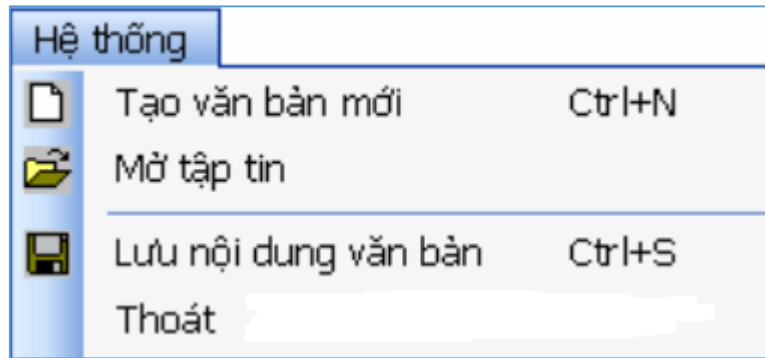 Hệ thống
Tạo văn bản mới Ctrl+N
Mở tập tin
Lưu nội dung văn bản Ctrl+S
Thoát